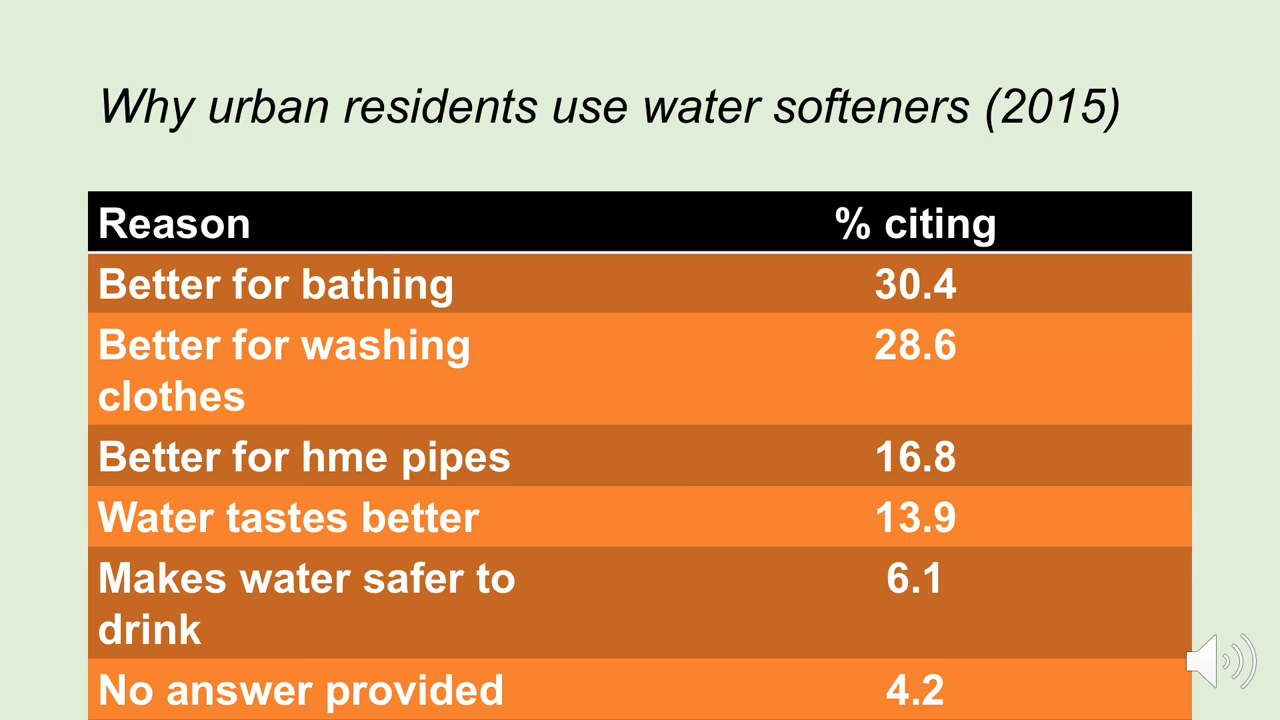 Why urban residents use water softeners (2015)
Reason % citing
Better for bathing 30.4
Better for washing 28.6
clothes
Better for hme pipes 16.8
Water tastes better 13.9
Makes water safer to 6.1
drink
No answer provided 4.2